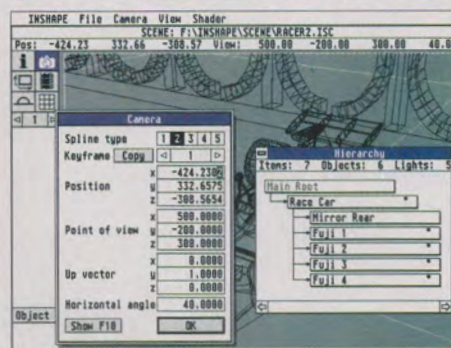 INSHAPE File Camera View Shader
SCENE: F:\INSHAPE\SCENE\RACER2.ISC
Pos: -424.23 332.66 -308.57 View: 500.00 -200.00 300.00 40.0
1
Object
Camera
Spline type 1 2 3 4 5
Keyframe Copy 1
Position
x -424.230
y 332.6575
z -308.5654
Point of view
x 500.0000
y -200.0000
z 300.0000
Up vector
x 0.0000
y 1.0000
z 0.0000
Horizontal angle 40.0000
Show F10 OK
Hierarchy
Items: 7 Objects: 6 Lights: 5
Main Root
Race Car *
Mirror Rear
Fuji 1 *
Fuji 2 *
Fuji 3 *
Fuji 4 *